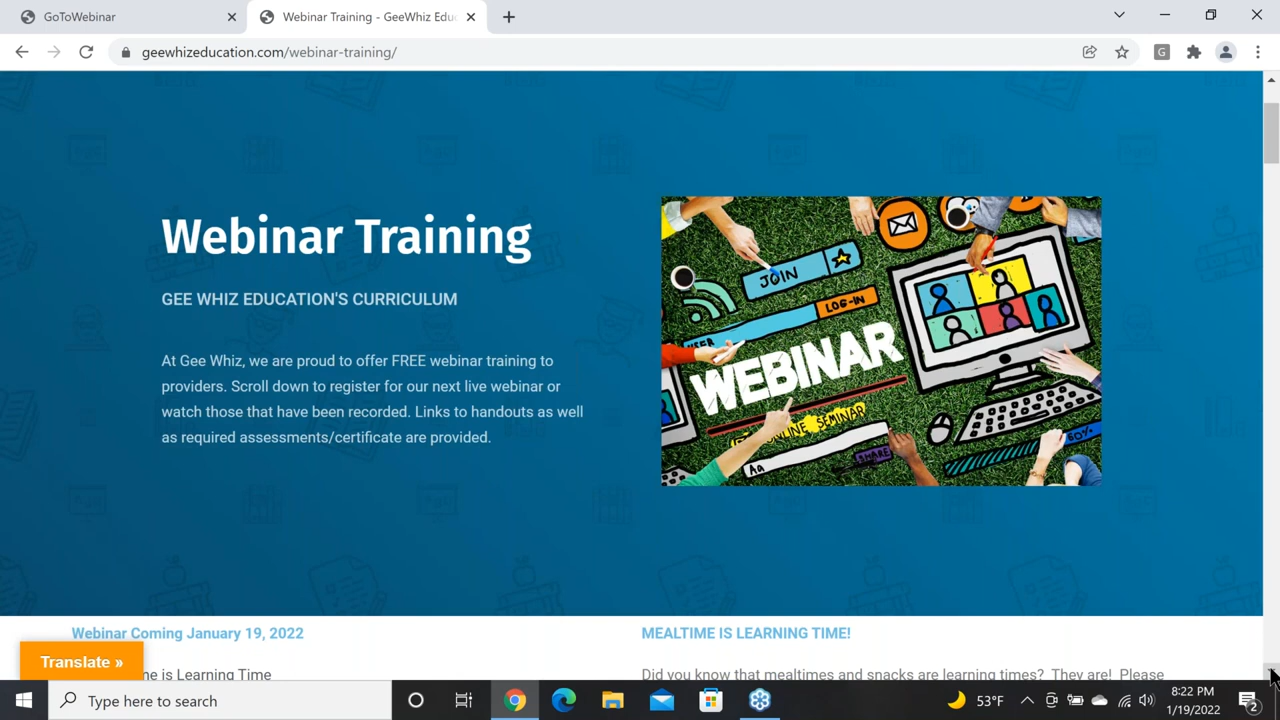 GoToWebinar
Webinar Training - GeeWhiz Educ
geewhizeducation.com/webinar-training/
G
Webinar Training
GEE WHIZ EDUCATION'S CURRICULUM
At Gee Whiz, we are proud to offer FREE webinar training to
providers. Scroll down to register for our next live webinar or
watch those that have been recorded. Links to handouts as well
as required assessments/certificate are provided.
JOIN
LOG-IN
USER
WEBINAR
ONLINE SEMINAR
Aa
SHARE
60%
Webinar Coming January 19, 2022
MEALTIME IS LEARNING TIME!
Translate »
me is Learning Time
Did you know that mealtimes and snacks are learning times? They are! Please
Type here to search
53°F
8:22 PM
1/19/2022
2